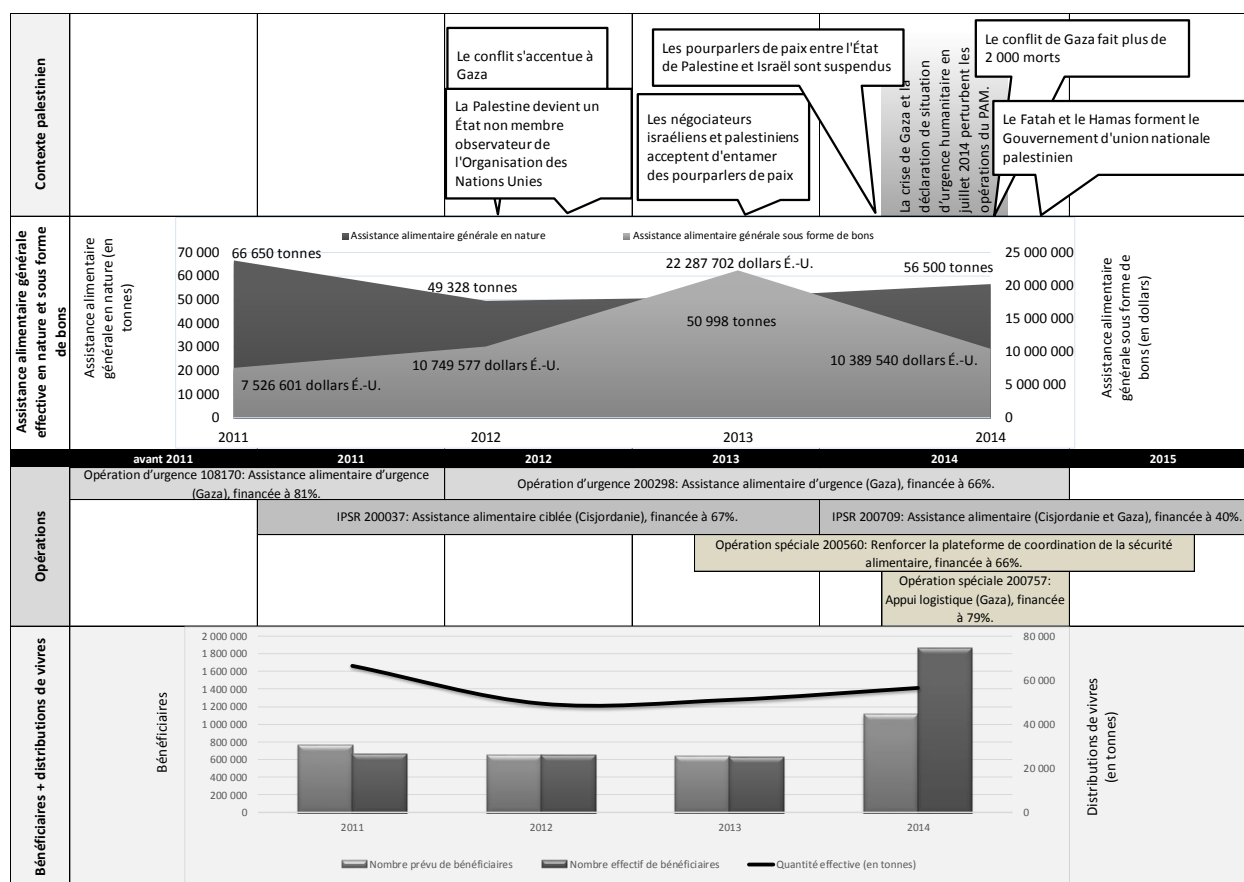 Contexte palestinien
Le conflit s'accentue à
Gaza
La Palestine devient un
État non membre
observateur de
l'Organisation des
Nations Unies
Les pourparlers de paix entre l'État
de Palestine et Israël sont suspendus
Les négociateurs
israéliens et palestiniens
acceptent d'entamer
des pourparlers de paix
La crise de Gaza et la
déclaration de situation
d'urgence humanitaire en
juillet 2014 perturbent les
opérations du PAM.
Le conflit de Gaza fait plus de
2 000 morts
Le Fatah et le Hamas forment le
Gouvernement d'union nationale
palestinien
Assistance alimentaire générale
effective en nature et sous forme
de bons
Assistance alimentaire
générale en nature (en
tonnes)
Assistance alimentaire générale en nature
Assistance alimentaire générale sous forme de bons
70 000
60 000
50 000
40 000
30 000
20 000
10 000
0
66 650 tonnes
49 328 tonnes
22 287 702 dollars É.-U.
56 500 tonnes
50 998 tonnes
7 526 601 dollars É.-U.
10 749 577 dollars É.-U.
10 389 540 dollars É.-U.
25 000 000
20 000 000
15 000 000
10 000 000
5 000 000
0
Assistance alimentaire
générale sous forme de
bons (en dollars)
2011
2012
2013
2014
avant 2011
2011
2012
2013
2014
2015
Opérations
Opération d'urgence 108170: Assistance alimentaire d'urgence
(Gaza), financée à 81%.
Opération d'urgence 200298: Assistance alimentaire d'urgence (Gaza), financée à 66%.
IPSR 200037: Assistance alimentaire ciblée (Cisjordanie), financée à 67%.
IPSR 200709: Assistance alimentaire (Cisjordanie et Gaza), financée à 40%.
Opération spéciale 200560: Renforcer la plateforme de coordination de la sécurité
alimentaire, financée à 66%.
Opération spéciale 200757:
Appui logistique (Gaza), financée
à 79%.
Bénéficiaires + distributions de vivres
Bénéficiaires
2 000 000
1 800 000
1 600 000
1 400 000
1 200 000
1 000 000
800 000
600 000
400 000
200 000
0
80 000
60 000
40 000
20 000
0
Distributions de vivres
(en tonnes)
2011
2012
2013
2014
Nombre prévu de bénéficiaires
Nombre effectif de bénéficiaires
Quantité effective (en tonnes)